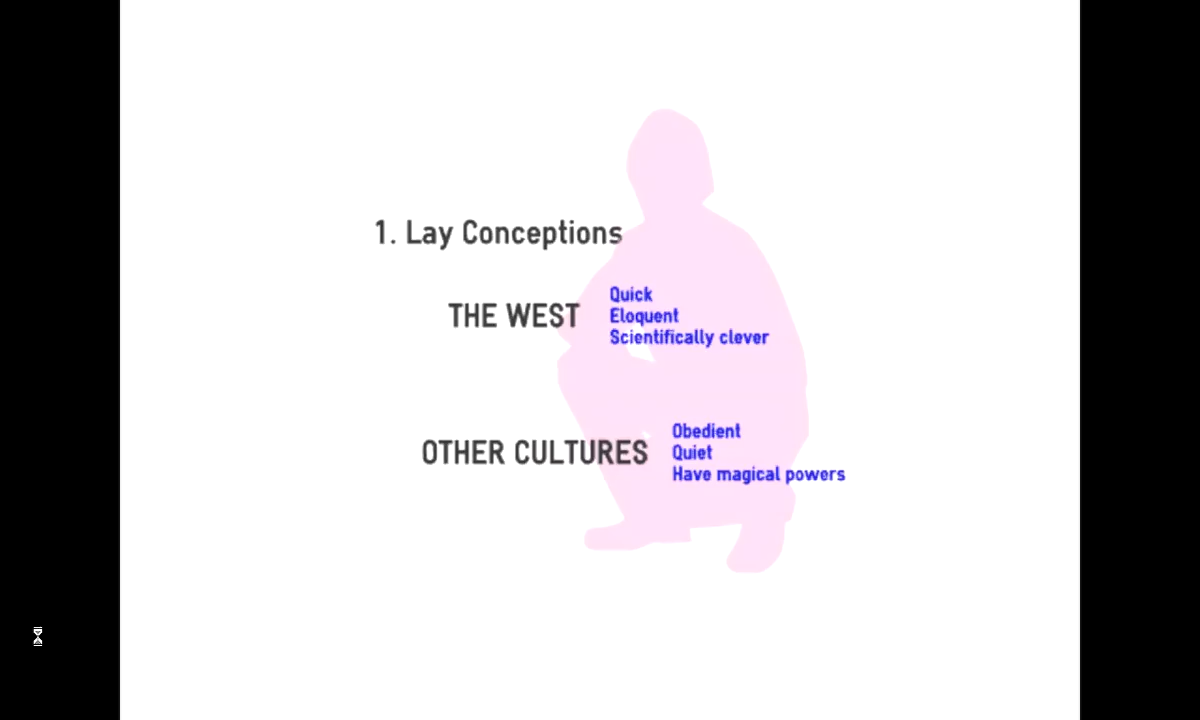 1. Lay Conceptions
THE WEST
Quick
Eloquent
Scientifically clever
OTHER CULTURES
Obedient
Quiet
Have magical powers